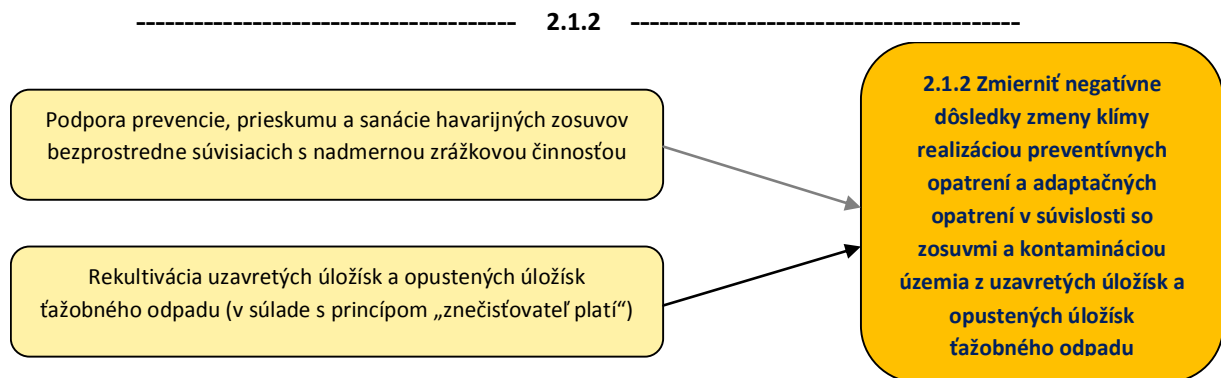 --------------------------------------- 2.1.2 ----------------------------------------
Podpora prevencie, prieskumu a sanácie havarijných zosuvov
bezprostredne súvisiacich s nadmernou zrážkovou činnosťou
Rekultivácia uzavretých úložísk a opustených úložísk
ťažobného odpadu (v súlade s princípom „znečisťovateľ platí“)
2.1.2 Zmierniť negatívne
dôsledky zmeny klímy
realizáciou preventívnych
opatrení a adaptačných
opatrení v súvislosti so
zosuvmi a kontamináciou
územia z uzavretých úložísk a
opustených úložísk
ťažobného odpadu